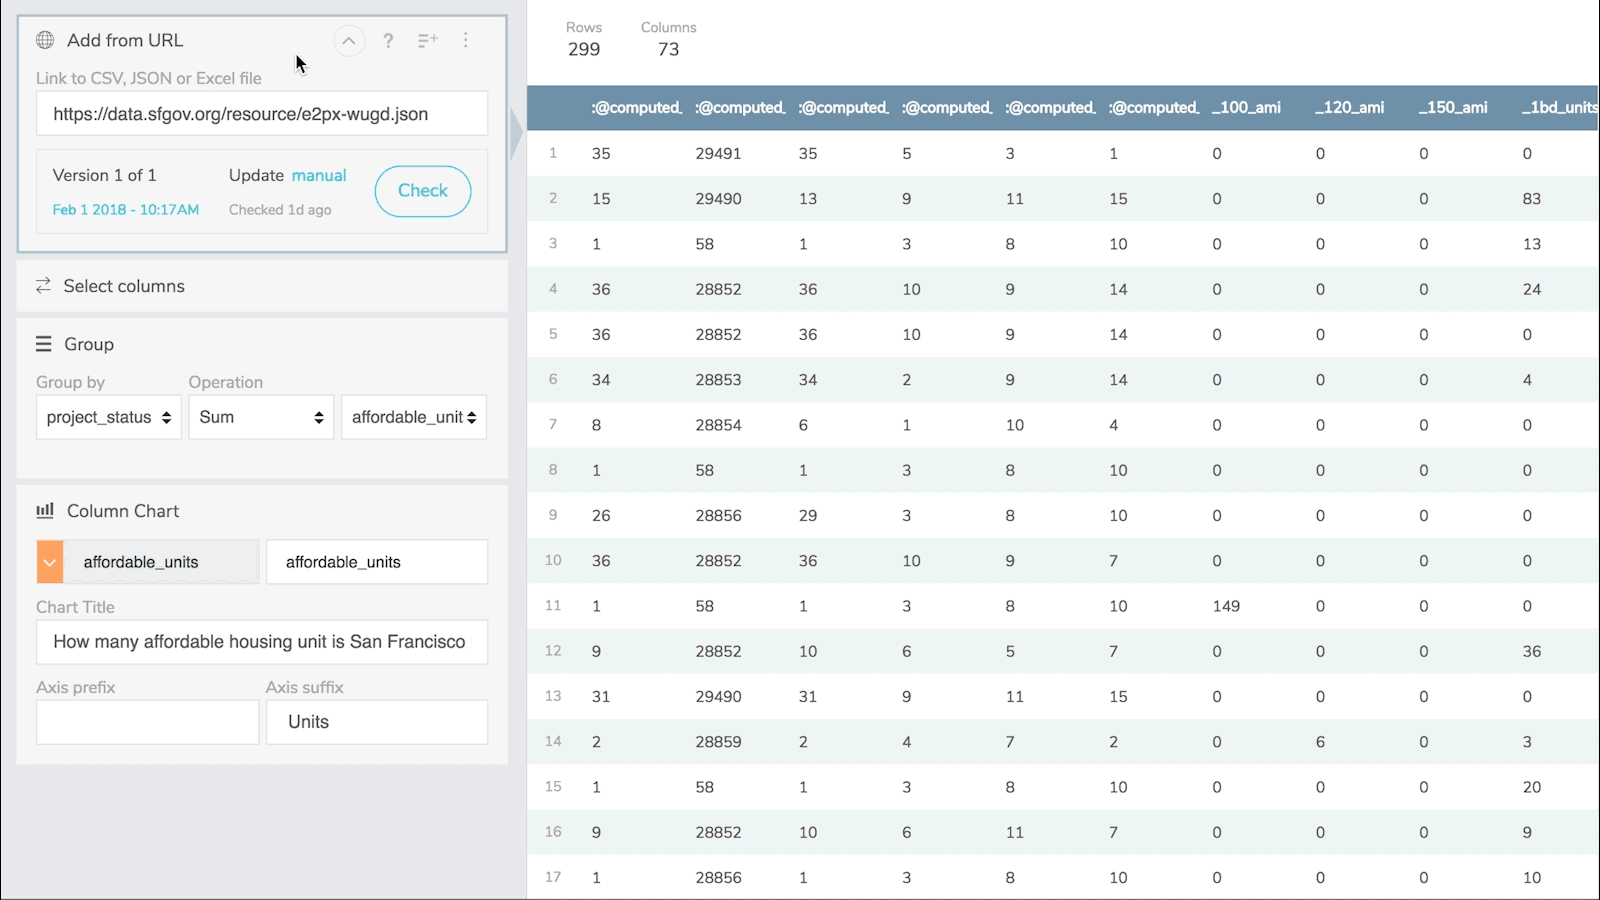 Add from URL
?
Link to CSV, JSON or Excel file
https://data.sfgov.org/resource/e2px-wugd.json
Version 1 of 1
Update manual
Check
Feb 1 2018 - 10:17AM
Checked 1d ago
Select columns
Group
Group by
Operation
project_status
Sum
affordable_unit
Column Chart
affordable_units
affordable_units
Chart Title
How many affordable housing unit is San Francisco
Axis prefix
Axis suffix
Units
Rows
Columns
299
73
:@computed_ :@computed_ :@computed_ :@computed_ :@computed_ :@computed_ _100_ami _120_ami _150_ami _1bd_units
1 35 29491 35 5 3 1 0 0 0 0
2 15 29490 13 9 11 15 0 0 0 83
3 1 58 1 3 8 10 0 0 0 13
4 36 28852 36 10 9 14 0 0 0 24
5 36 28852 36 10 9 14 0 0 0 0
6 34 28853 34 2 9 14 0 0 0 4
7 8 28854 6 1 10 4 0 0 0 0
8 1 58 1 3 8 10 0 0 0 0
9 26 28856 29 3 8 10 0 0 0 0
10 36 28852 36 10 9 7 0 0 0 0
11 1 58 1 3 8 10 149 0 0 0
12 9 28852 10 6 5 7 0 0 0 36
13 31 29490 31 9 11 15 0 0 0 0
14 2 28859 2 4 7 2 0 6 0 3
15 1 58 1 3 8 10 0 0 0 20
16 9 28852 10 6 11 7 0 0 0 9
17 1 28856 1 3 8 10 0 0 0 10